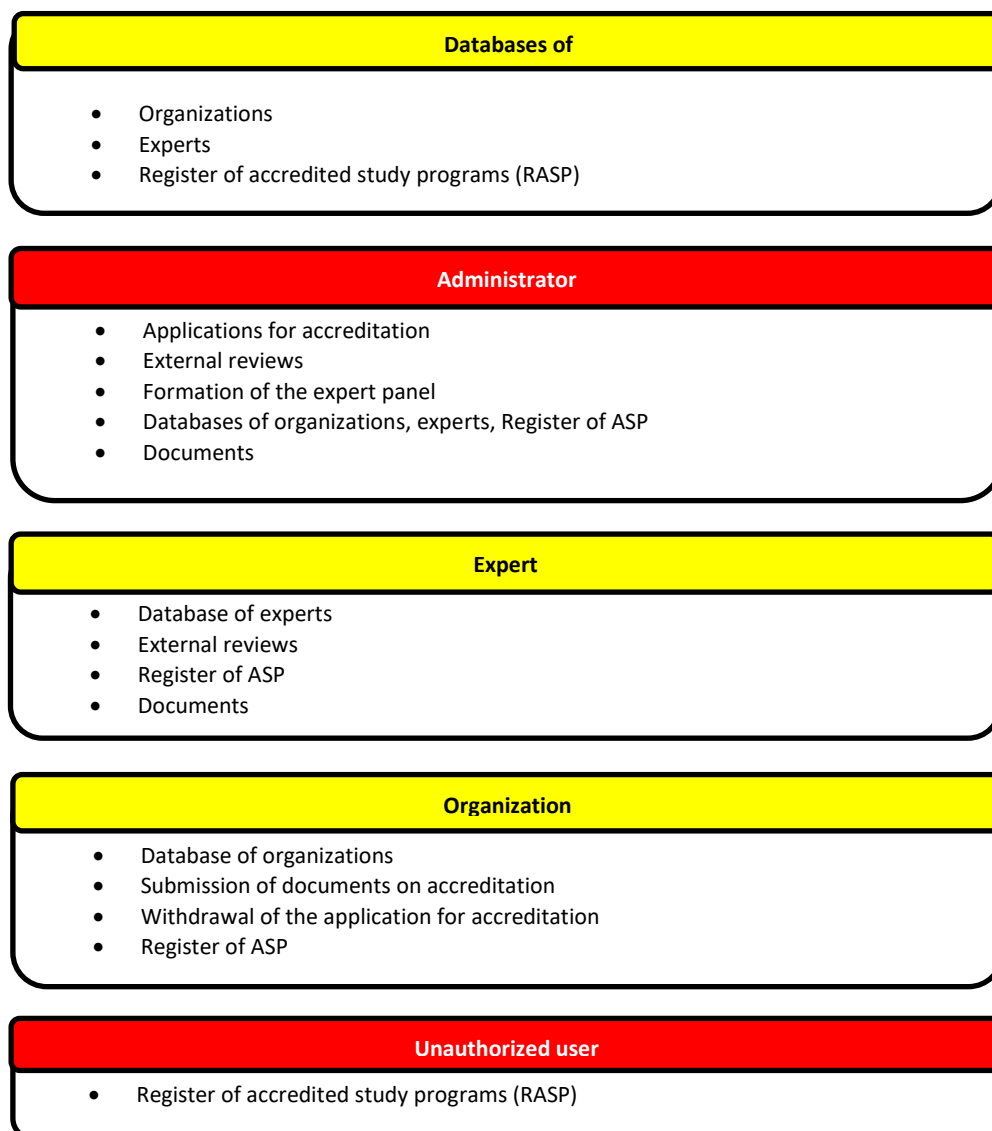 Databases of
• Organizations
• Experts
• Register of accredited study programs (RASP)
Administrator
• Applications for accreditation
• External reviews
• Formation of the expert panel
• Databases of organizations, experts, Register of ASP
• Documents
Expert
• Database of experts
• External reviews
• Register of ASP
• Documents
Organization
• Database of organizations
• Submission of documents on accreditation
• Withdrawal of the application for accreditation
• Register of ASP
Unauthorized user
• Register of accredited study programs (RASP)